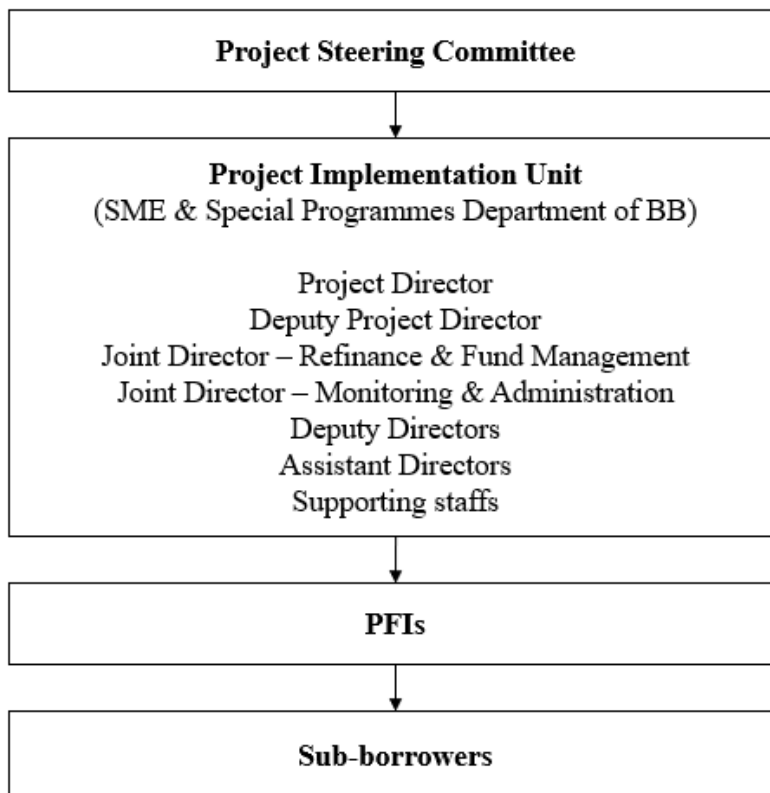 Project Steering Committee
Project Implementation Unit
(SME & Special Programmes Department of BB)
Project Director
Deputy Project Director
Joint Director – Refinance & Fund Management
Joint Director – Monitoring & Administration
Deputy Directors
Assistant Directors
Supporting staffs
PFIs
Sub-borrowers